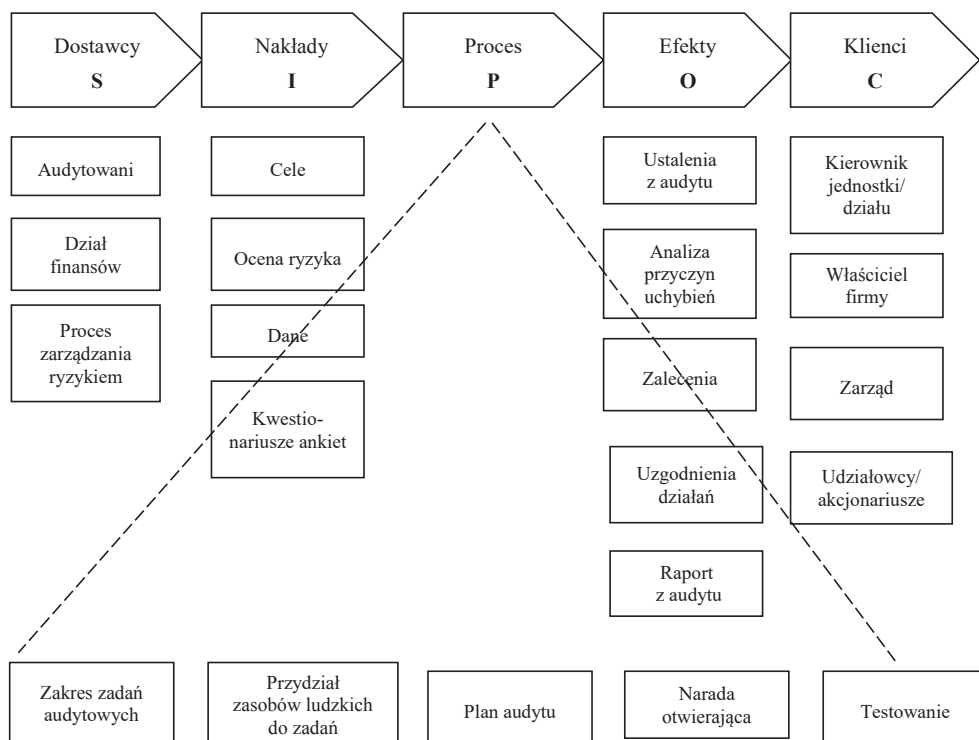 Dostawcy
S
Nakłady
I
Proces
P
Efekty
O
Klienci
C
Audytowani
Dział
finansów
Proces
zarządzania
ryzykiem
Cele
Ocena ryzyka
Dane
Kwestio-
nariusze ankiet
Ustalenia
z audytu
Analiza
przyczyn
uchybień
Zalecenia
Uzgodnienia
działań
Raport
z audytu
Kierownik
jednostki/
działu
Właściciel
firmy
Zarząd
Udziałowcy/
akcjonariusze
Zakres zadań
audytowych
Przydział
zasobów ludzkich
do zadań
Plan audytu
Narada
otwierająca
Testowanie